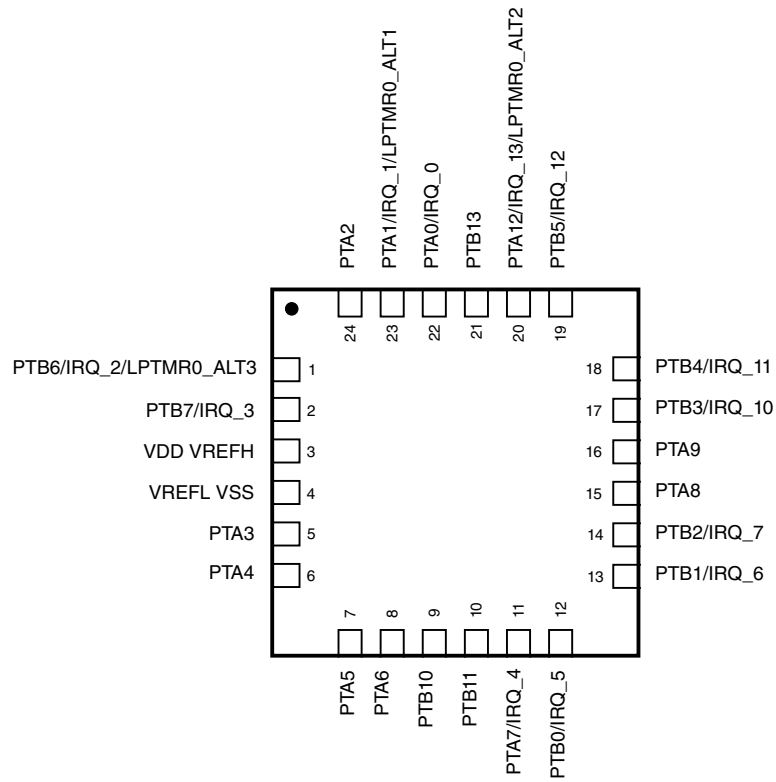 PTA2
PTA1/IRQ_1/LPTMR0_ALT1
PTA0/IRQ_0
PTB13
PTA12/IRQ_13/LPTMR0_ALT2
PTB5/IRQ_12
24
23
22
21
20
19
PTB6/IRQ_2/LPTMR0_ALT3
1
PTB7/IRQ_3
2
VDD VREFH
3
VREFL VSS
4
PTA3
5
PTA4
6
18
PTB4/IRQ_11
17
PTB3/IRQ_10
16
PTA9
15
PTA8
14
PTB2/IRQ_7
13
PTB1/IRQ_6
7
8
9
10
11
12
PTA5
PTA6
PTB10
PTB11
PTA7/IRQ_4
PTB0/IRQ_5